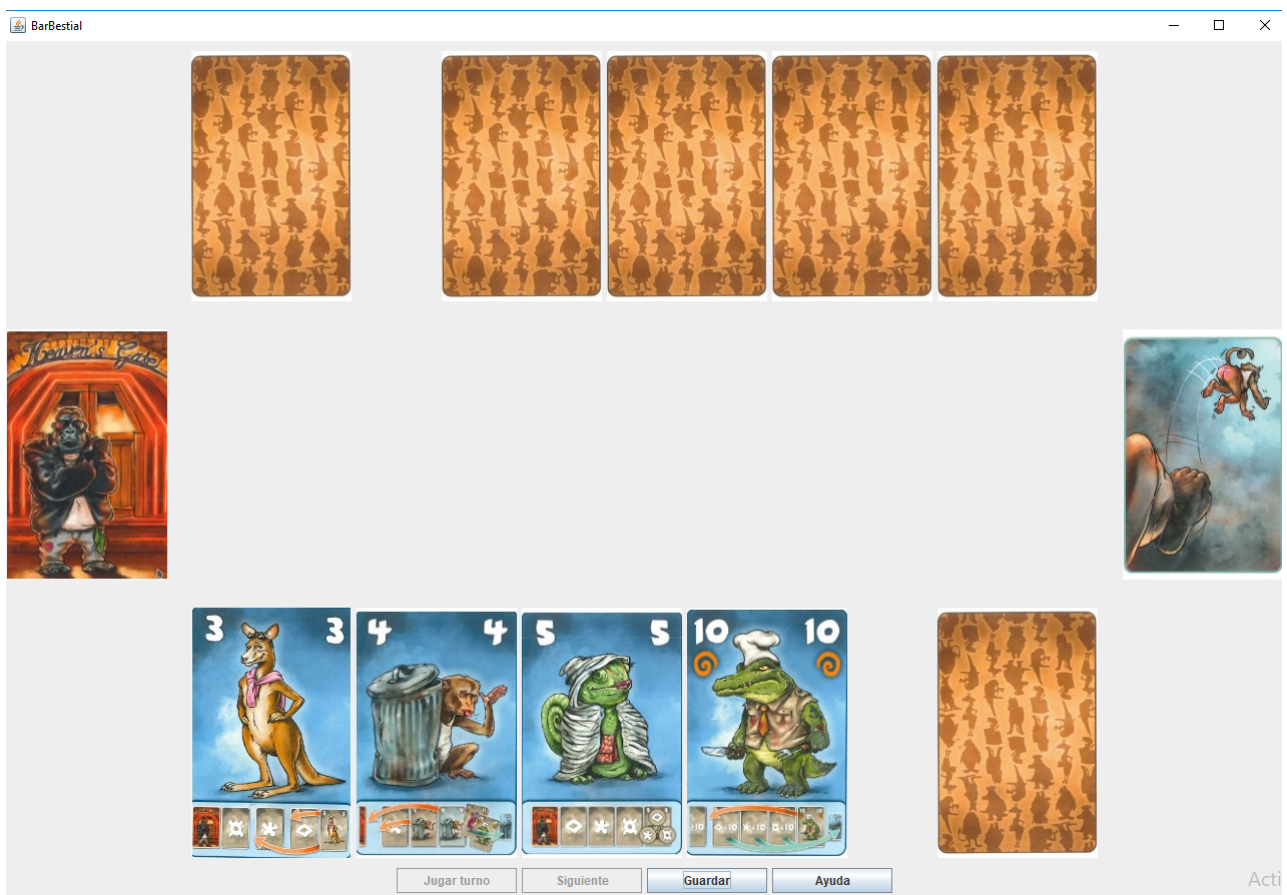 BarBestial
Heaven's Gate
3 3
4 4
5 5
10 10
Jugar turno
Siguiente
Guardar
Ayuda
Acti